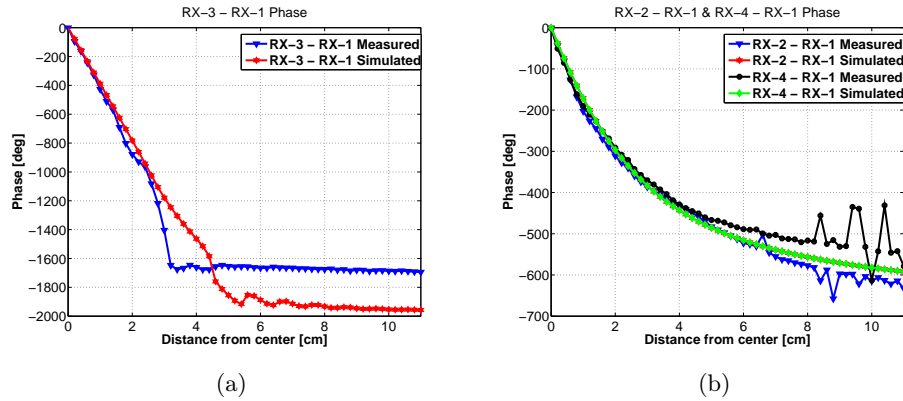 RX−3 − RX−1 Phase
RX−3 − RX−1 Measured
RX−3 − RX−1 Simulated
Phase [deg]
0
−200
−400
−600
−800
−1000
−1200
−1400
−1600
−1800
−2000
0 2 4 6 8 10
Distance from center [cm]
(a)
RX−2 − RX−1 & RX−4 − RX−1 Phase
RX−2 − RX−1 Measured
RX−2 − RX−1 Simulated
RX−4 − RX−1 Measured
RX−4 − RX−1 Simulated
Phase [deg]
0
−100
−200
−300
−400
−500
−600
−700
0 2 4 6 8 10
Distance from center [cm]
(b)